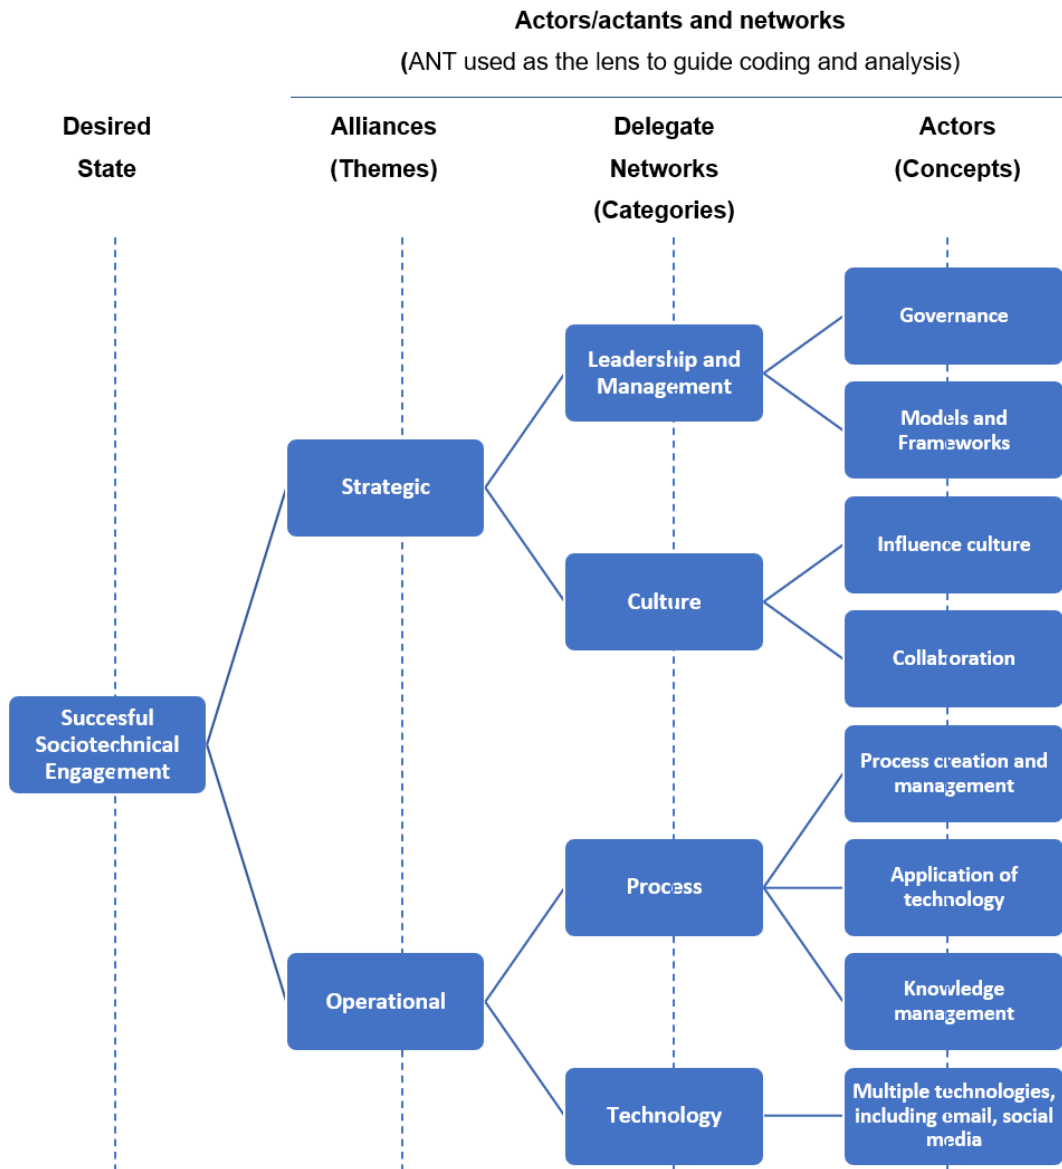 Actors/actants and networks
(ANT used as the lens to guide coding and analysis)
Desired
State
Alliances
(Themes)
Delegate
Networks
(Categories)
Actors
(Concepts)
Governance
Leadership and
Management
Models and
Frameworks
Strategic
Influence culture
Culture
Collaboration
Succesful
Sociotechnical
Engagement
Process creation and
management
Process
Application of
technology
Operational
Knowledge
management
Technology
Multiple technologies,
including email, social
media